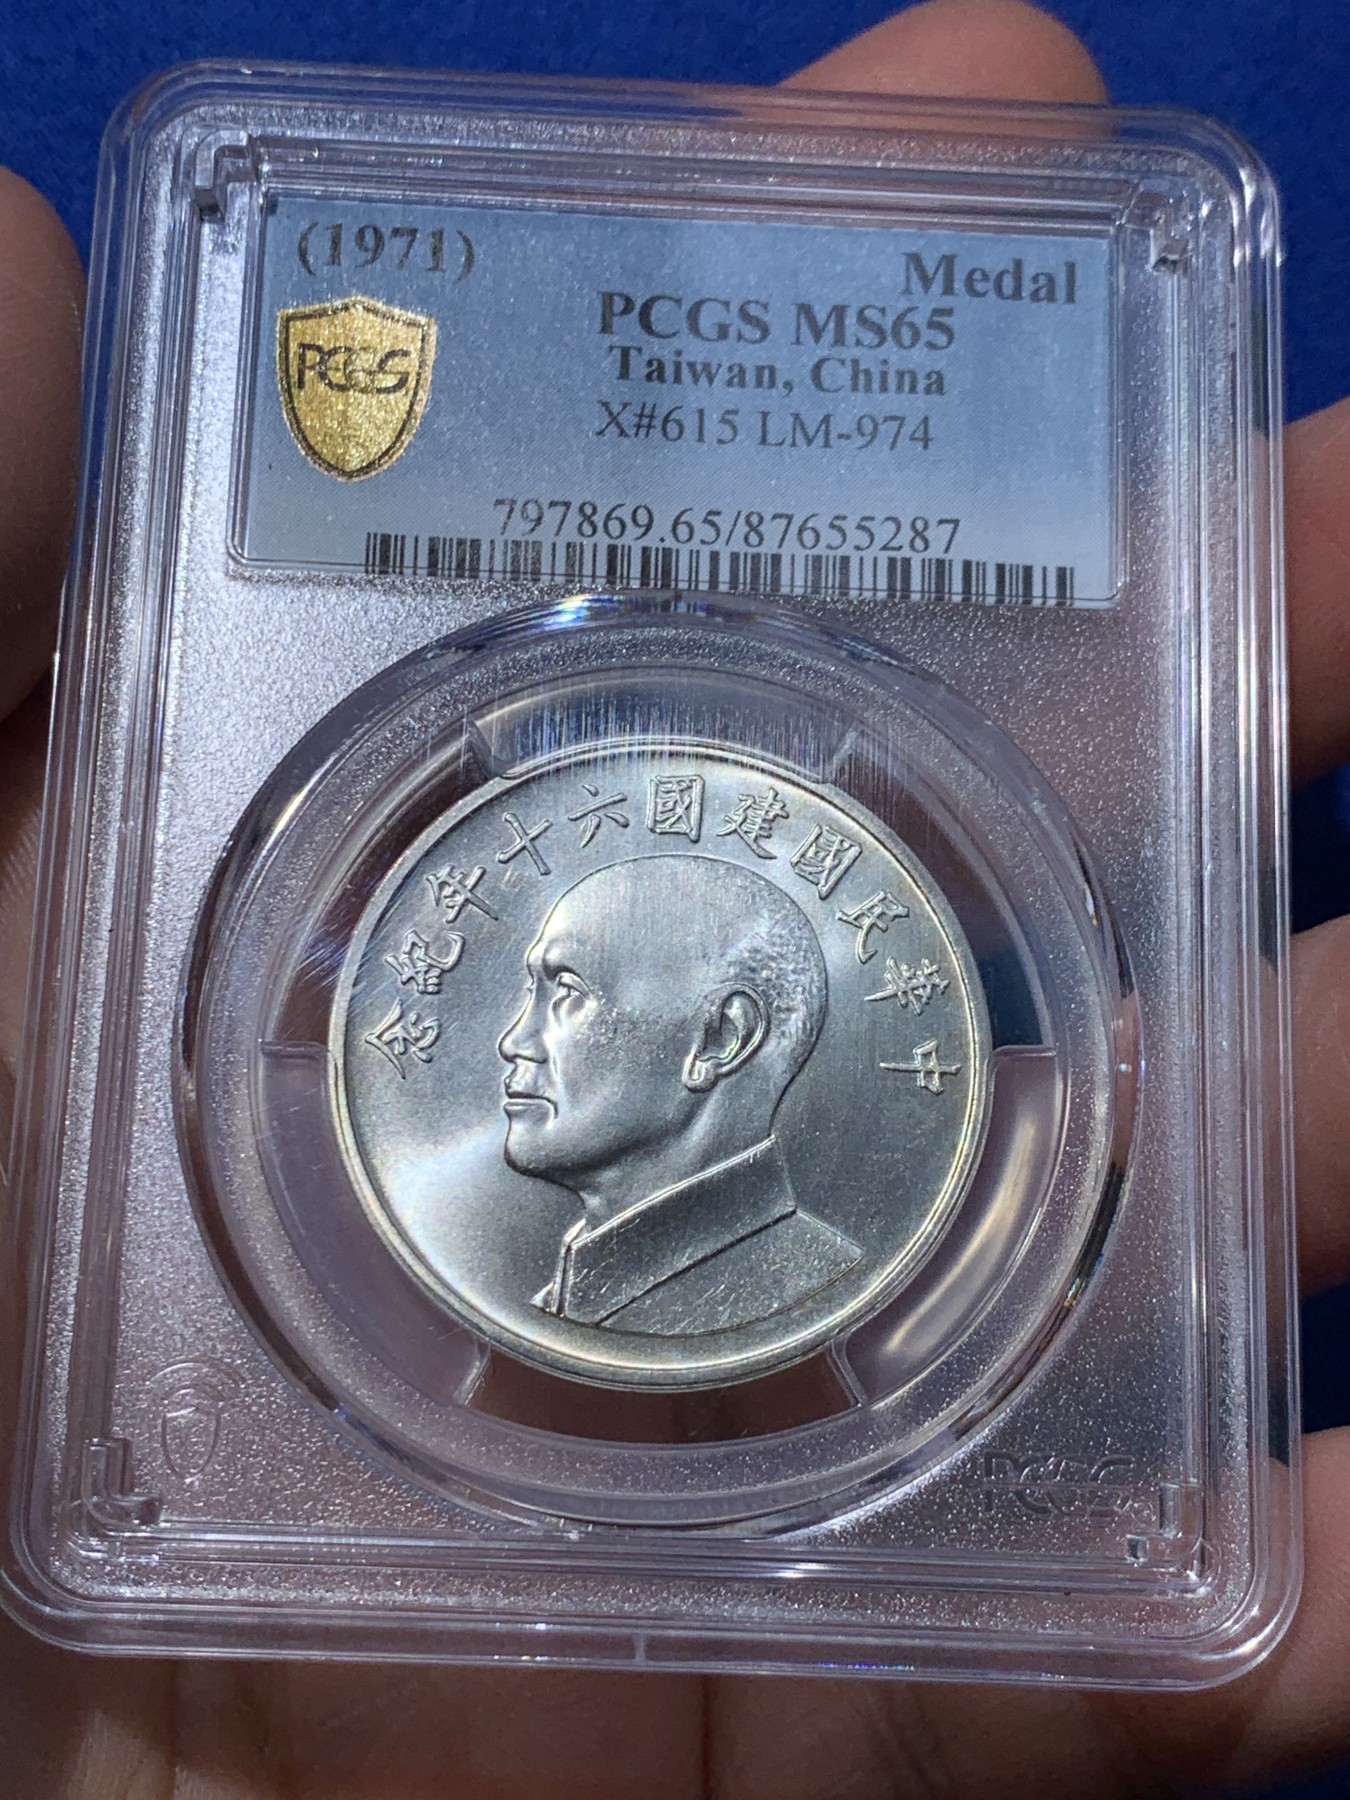 (1971)
Medal
PCGS
PCGS MS65
Taiwan, China
X#615 LM-974
797869.65/87655287
中華民國建國六十年紀念
PCGS